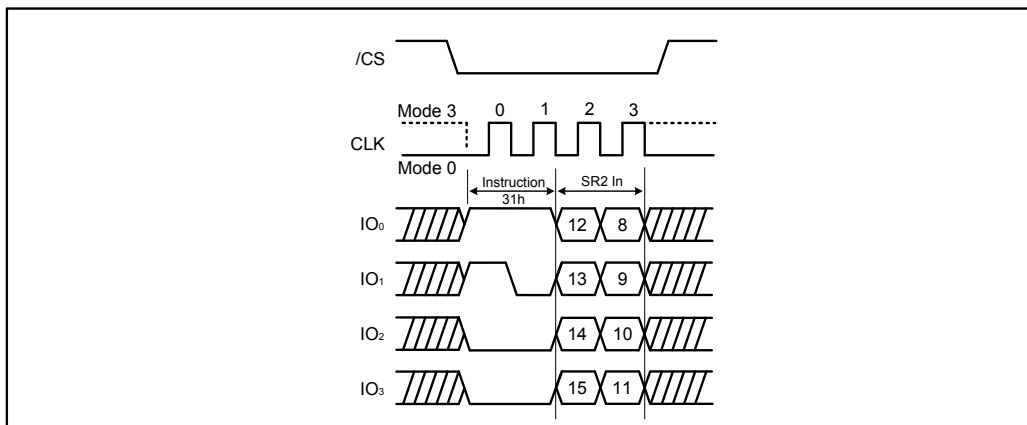 /CS
Mode 3 0 1 2 3
CLK
Mode 0
Instruction SR2 In
31h
IO₀ 12 8
IO₁ 13 9
IO₂ 14 10
IO₃ 15 11